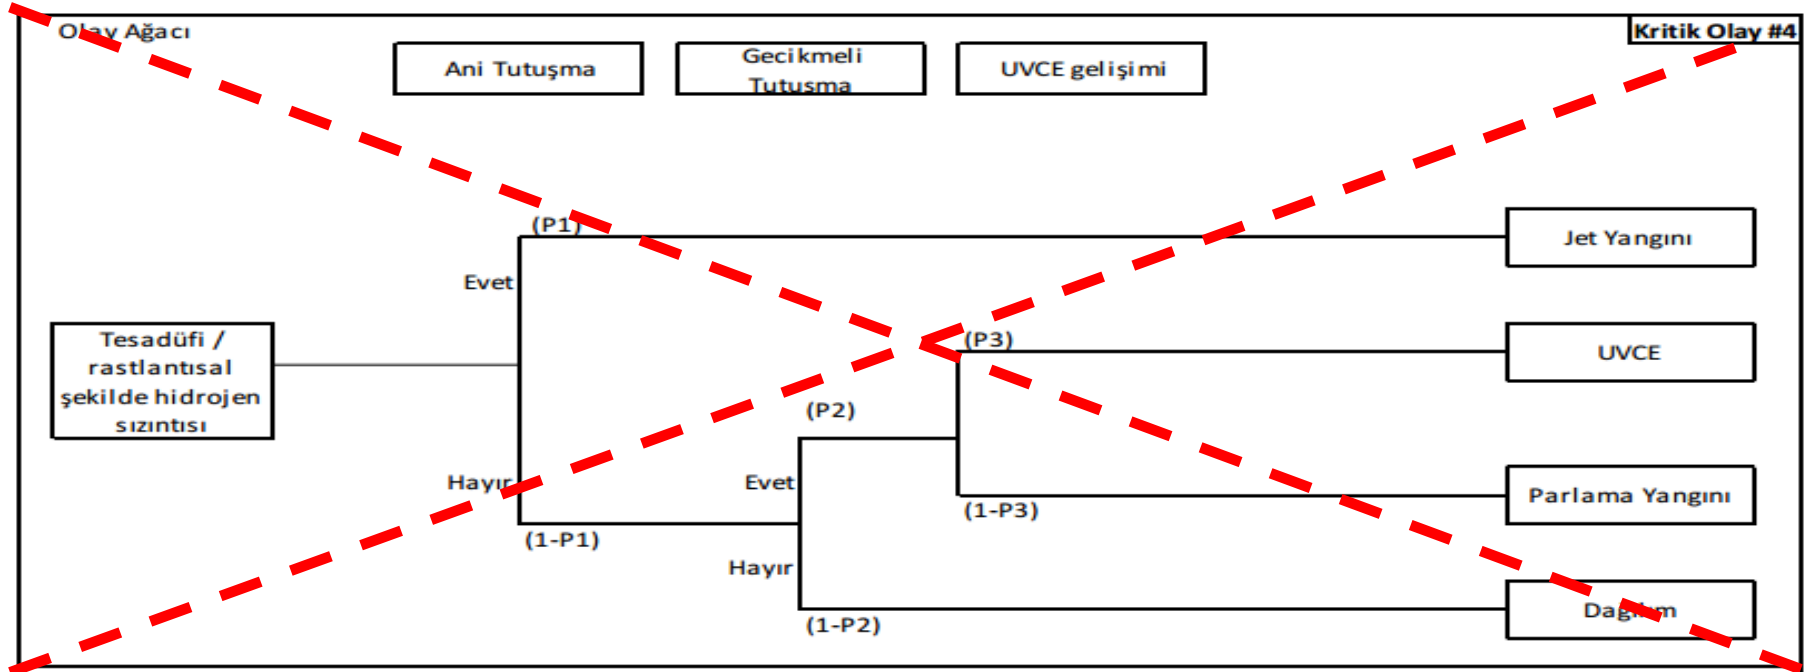 Olay Ağacı
Kritik Olay #4
Ani Tutuşma
Gecikmeli
Tutuşma
UVCE gelişimi
(P1)
Jet Yangını
Evet
Tesadüfi /
rastlantısal
şekilde hidrojen
sızıntısı
(P3)
UVCE
(P2)
Hayır
Evet
Parlama Yangını
(1-P3)
(1-P1)
Hayır
Dağılım
(1-P2)